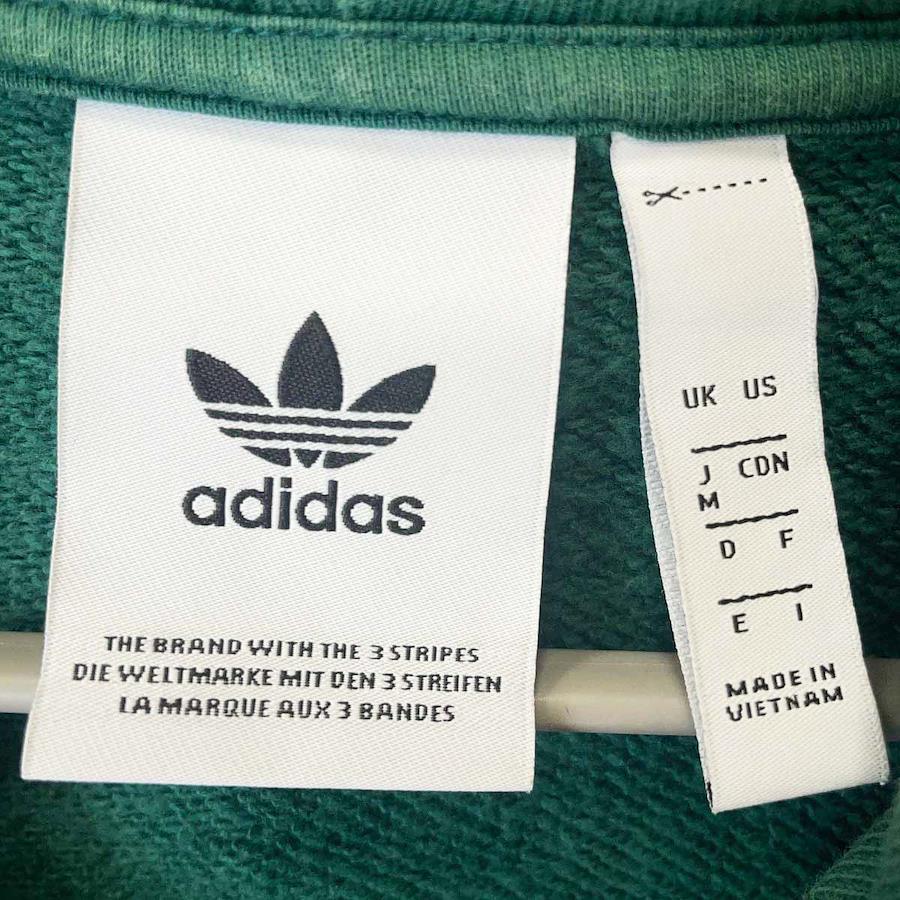 adidas
THE BRAND WITH THE 3 STRIPES
DIE WELTMARKE MIT DEN 3 STREIFEN
LA MARQUE AUX 3 BANDES
UK US
J CDN
M
D F
E I
MADE IN
VIETNAM